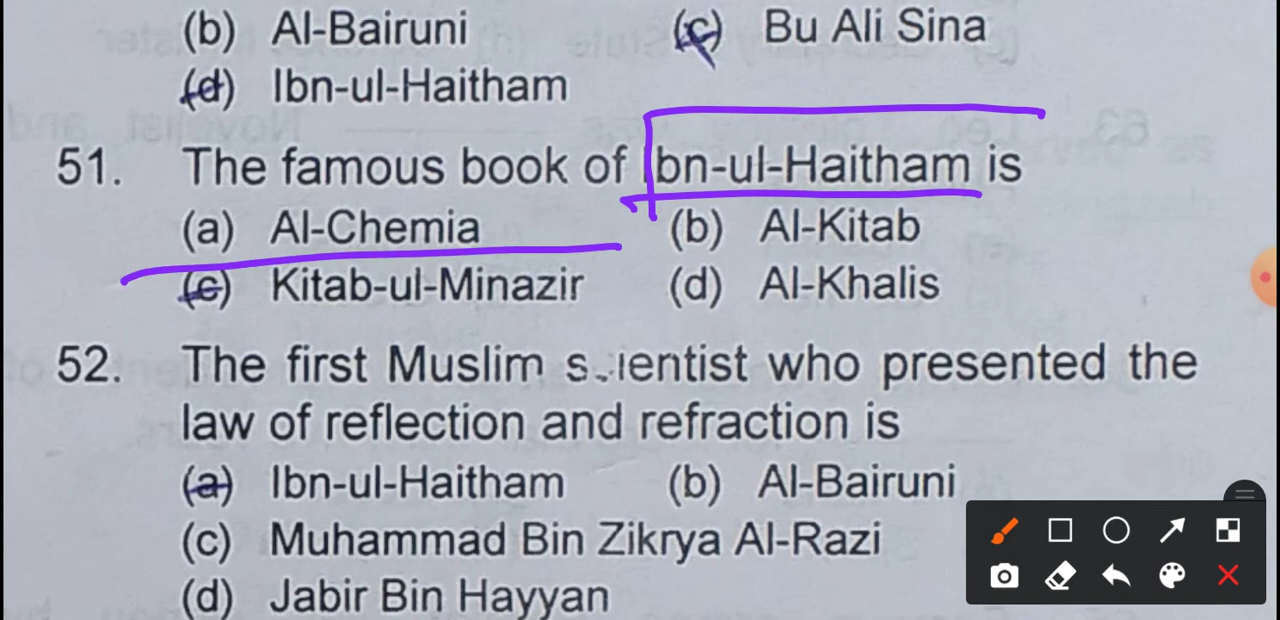 (b) Al-Bairuni (c) Bu Ali Sina
(d) Ibn-ul-Haitham
51. The famous book of Ibn-ul-Haitham is
(a) Al-Chemia (b) Al-Kitab
(c) Kitab-ul-Minazir (d) Al-Khalis
52. The first Muslim scientist who presented the
law of reflection and refraction is
(a) Ibn-ul-Haitham (b) Al-Bairuni
(c) Muhammad Bin Zikrya Al-Razi
(d) Jabir Bin Hayyan